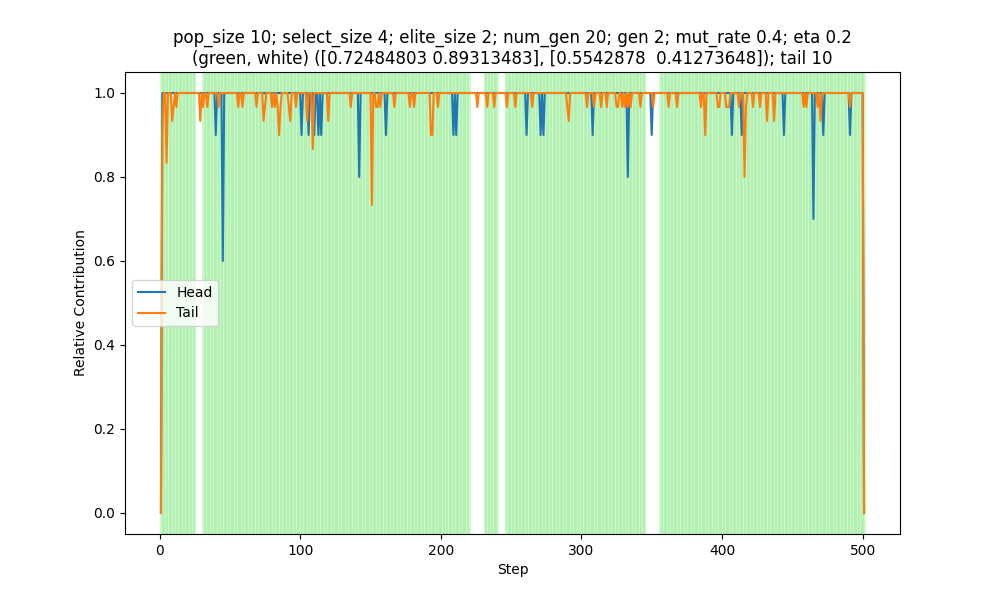 pop_size 10; select_size 4; elite_size 2; num_gen 20; gen 2; mut_rate 0.4; eta 0.2
(green, white) ([0.72484803 0.89313483], [0.5542878  0.41273648]); tail 10
1.0
0.8
0.6
0.4
0.2
0.0
Relative Contribution
Head
Tail
0
100
200
300
400
500
Step